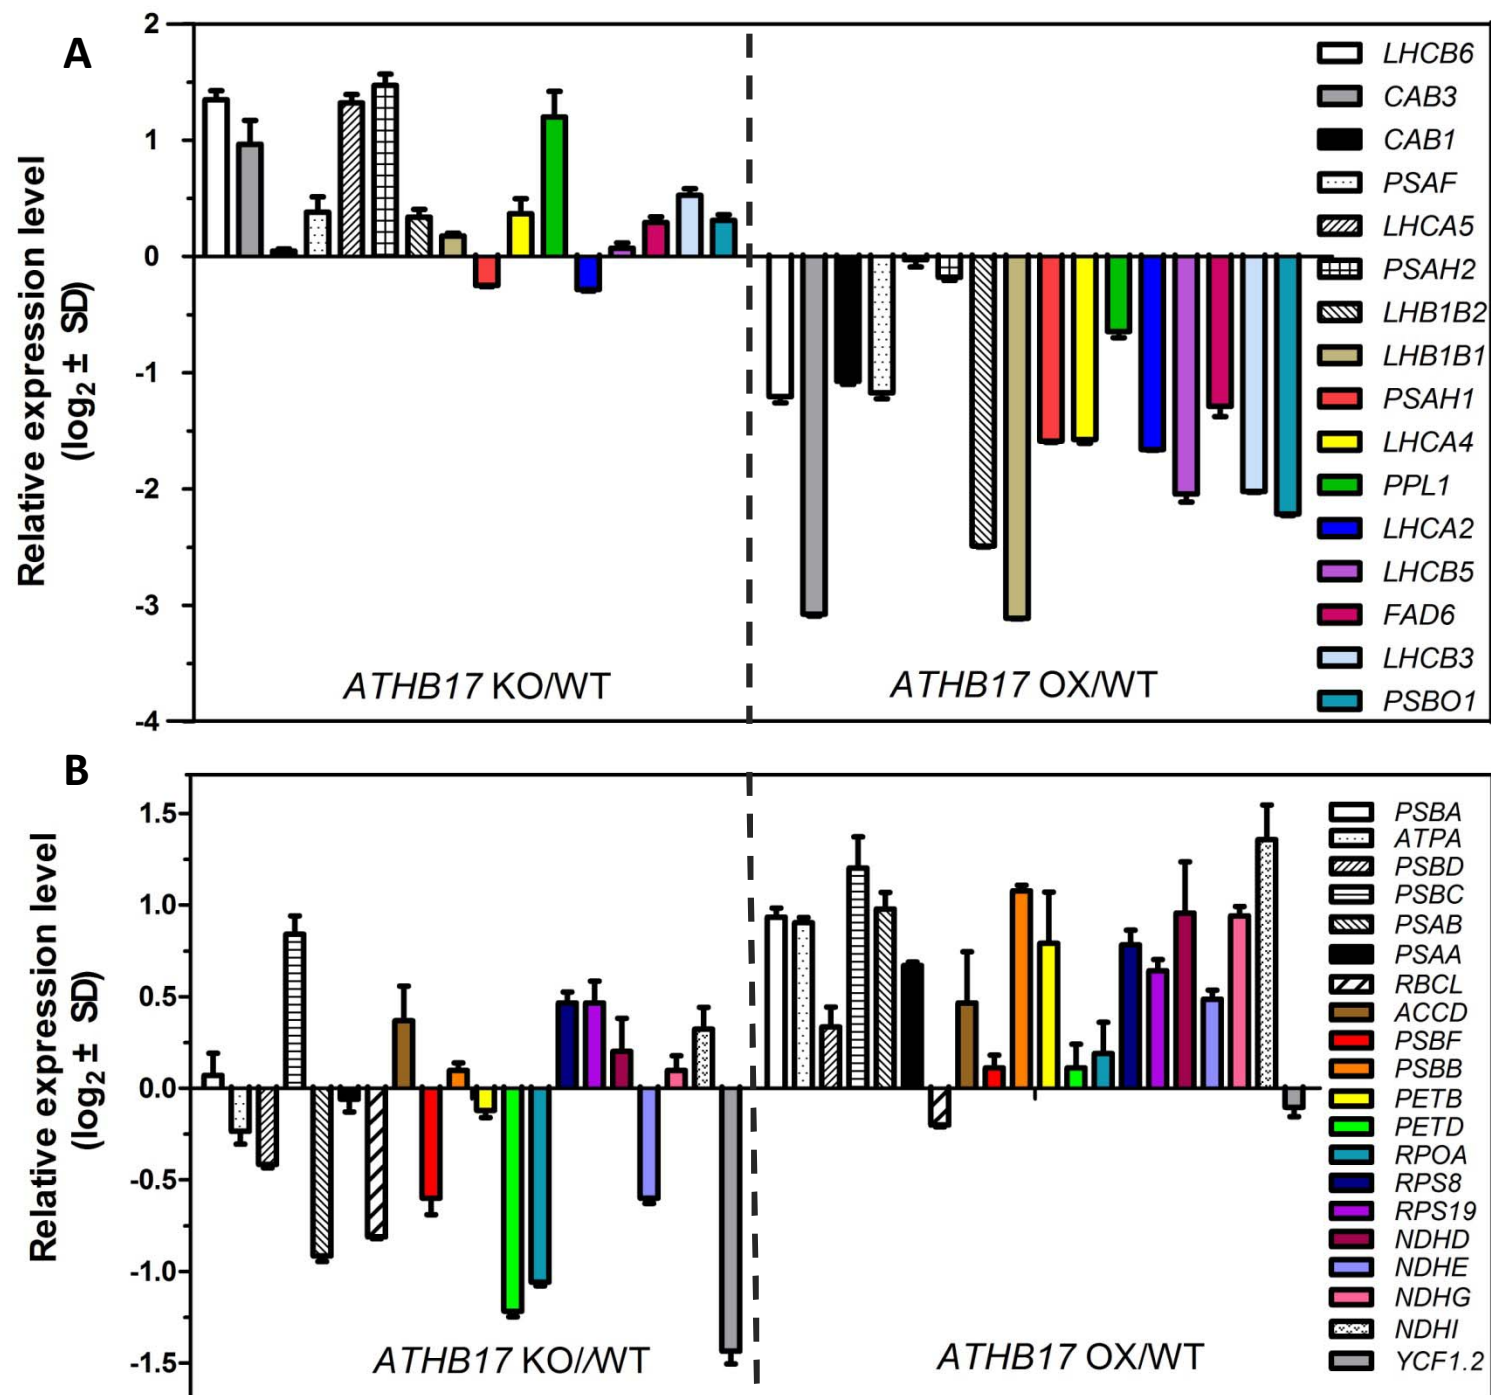 A
Relative expression level
(log₂ ± SD)
2
1
0
-1
-2
-3
-4
ATHB17 KO/WT
ATHB17 OX/WT
LHCB6
CAB3
CAB1
PSAF
LHCA5
PSAH2
LHB1B2
LHB1B1
PSAH1
LHCA4
PPL1
LHCA2
LHCB5
FAD6
LHCB3
PSBO1
B
Relative expression level
(log₂ ± SD)
1.5
1.0
0.5
0.0
-0.5
-1.0
-1.5
ATHB17 KO//WT
ATHB17 OX/WT
PSBA
ATPA
PSBD
PSBC
PSAB
PSAA
RBCL
ACCD
PSBF
PSBB
PETB
PETD
RPOA
RPS8
RPS19
NDHD
NDHE
NDHG
NDHI
YCF1.2